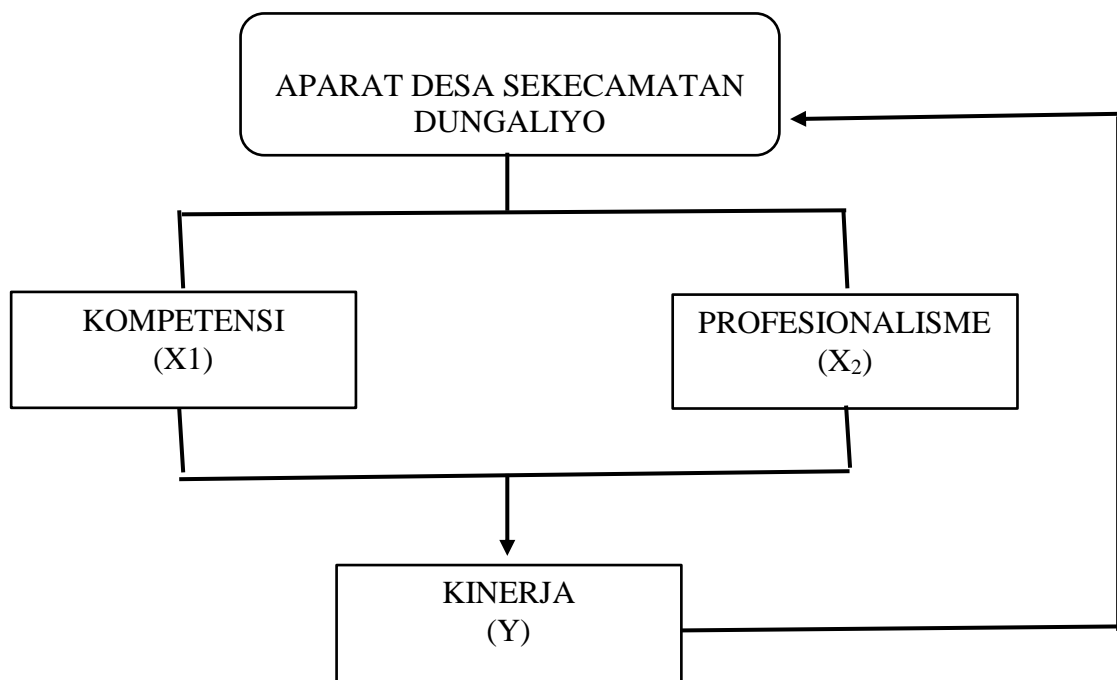 APARAT DESA SEKECAMATAN
DUNGALIYO
KOMPETENSI
(X1)
PROFESIONALISME
(X₂)
KINERJA
(Y)